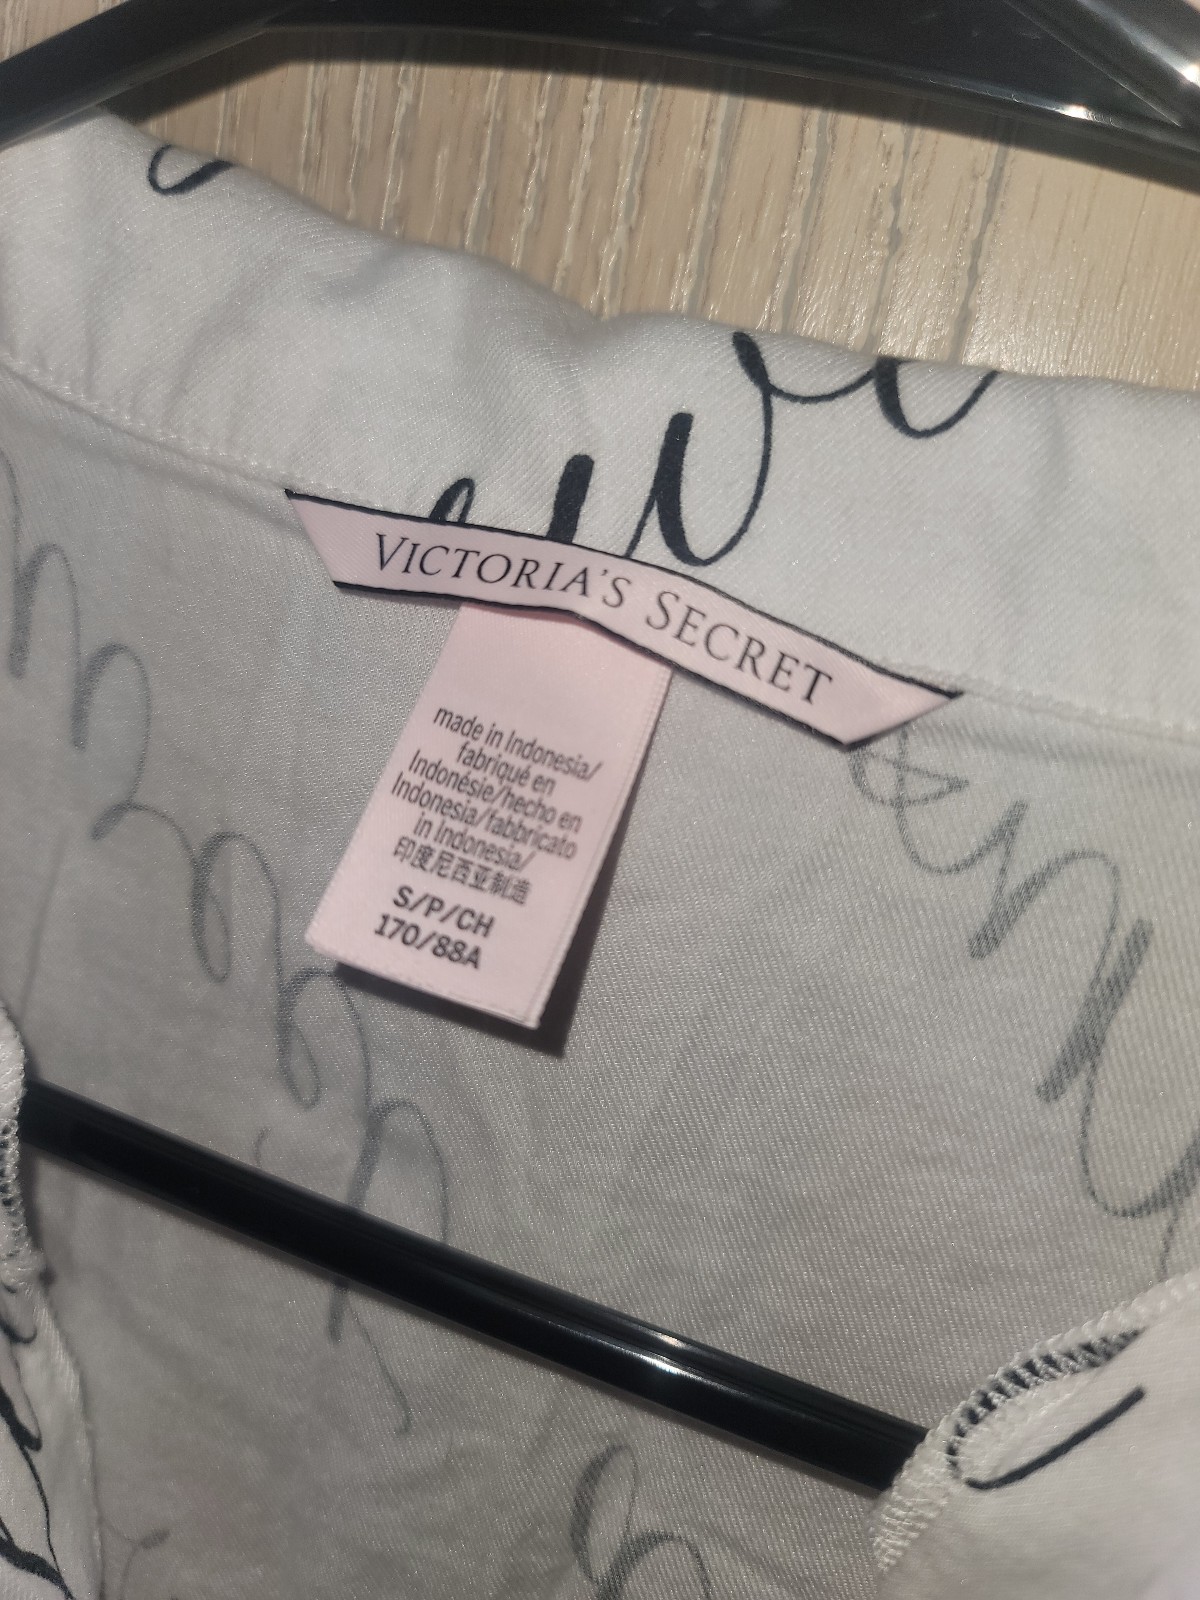 VICTORIA'S SECRET
made in Indonesia/
fabriqué en
Indonésie/hecho en
Indonesia/fabbricato
in Indonesia/
印度尼西亚制造
S/P/CH
170/88A